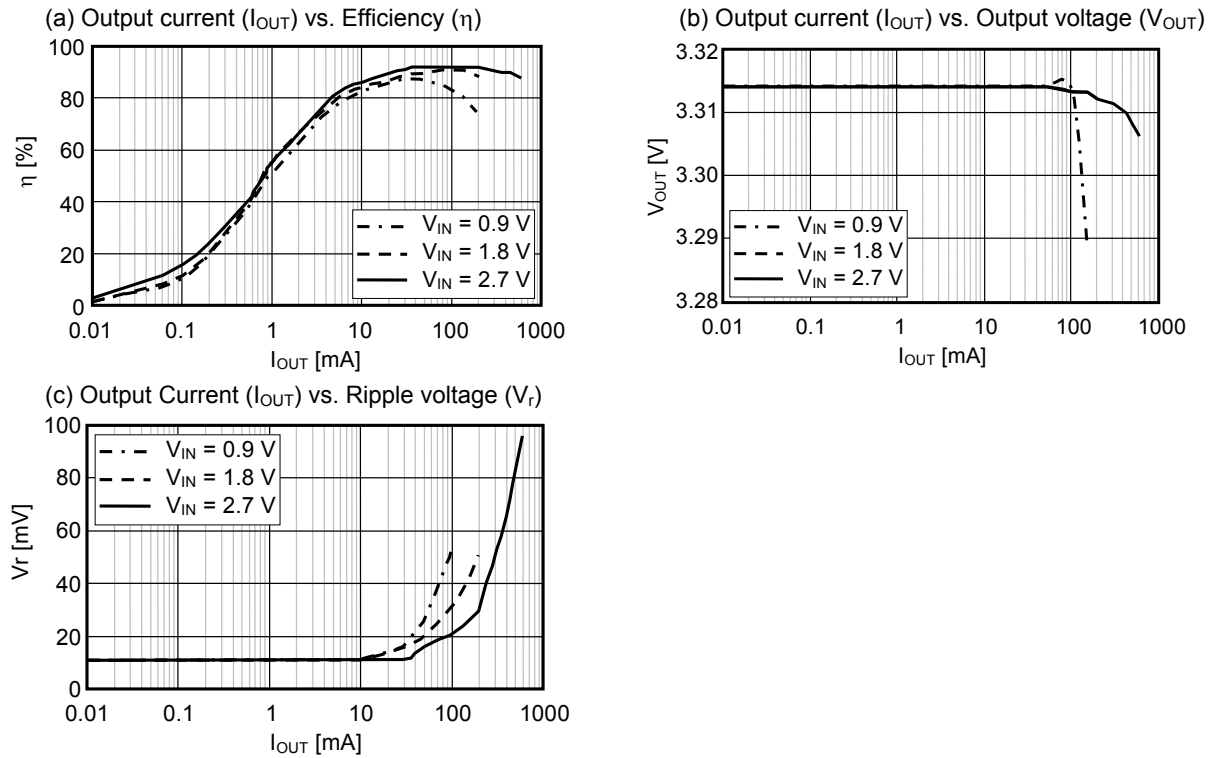 (a) Output current (IOUT) vs. Efficiency (η)
100
80
60
40
20
0
η [%]
VIN = 0.9 V
VIN = 1.8 V
VIN = 2.7 V
0.01 0.1 1 10 100 1000
IOUT [mA]
(b) Output current (IOUT) vs. Output voltage (VOUT)
3.32
3.31
3.30
3.29
3.28
VOUT [V]
VIN = 0.9 V
VIN = 1.8 V
VIN = 2.7 V
0.01 0.1 1 10 100 1000
IOUT [mA]
(c) Output Current (IOUT) vs. Ripple voltage (Vr)
100
80
60
40
20
0
Vr [mV]
VIN = 0.9 V
VIN = 1.8 V
VIN = 2.7 V
0.01 0.1 1 10 100 1000
IOUT [mA]